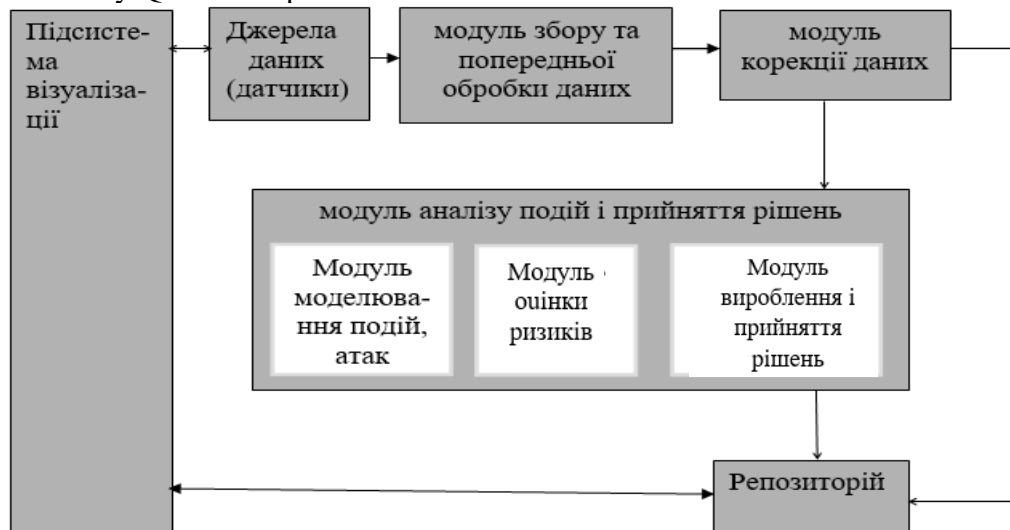 Підсисте-
ма
візуаліза-
ції
Джерела
даних
(датчики)
модуль збору та
попередньої
обробки даних
модуль
корекції даних
модуль аналізу подій і прийняття рішень
Модуль
моделюва-
ння подій,
атак
Модуль
оцінки
ризиків
Модуль
вироблення і
прийняття
рішень
Репозиторій